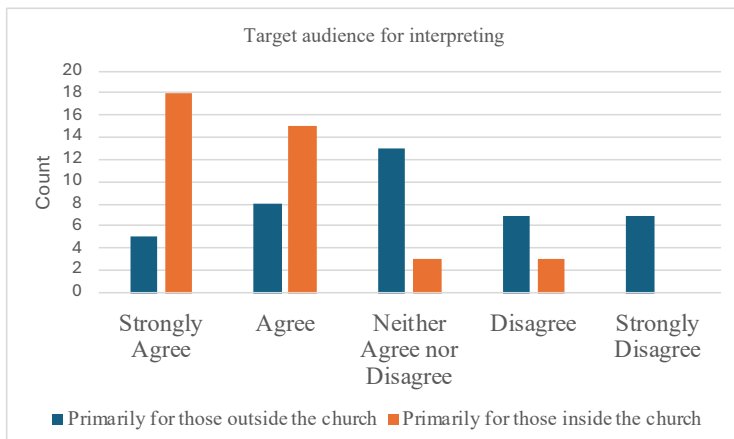 Target audience for interpreting
20
18
16
14
12
10
8
6
4
2
0
Count
Strongly Agree
Agree
Neither Agree nor Disagree
Disagree
Strongly Disagree
Primarily for those outside the church
Primarily for those inside the church